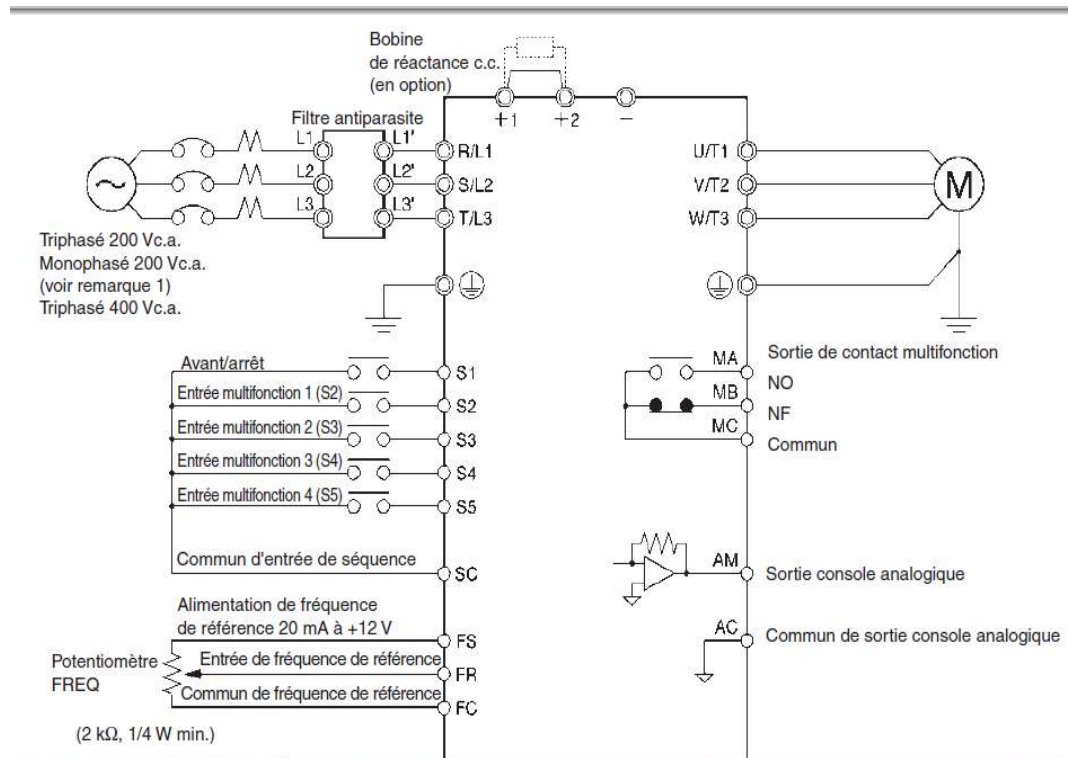 Bobine
de réactance c.c.
(en option)
+1
+2
−
Filtre antiparasite
L1
L1'
R/L1
U/T1
L2
L2'
S/L2
V/T2
M
L3
L3'
T/L3
W/T3
Triphasé 200 Vc.a.
Monophasé 200 Vc.a.
(voir remarque 1)
Triphasé 400 Vc.a.
Avant/arrêt
S1
Entrée multifonction 1 (S2)
S2
Entrée multifonction 2 (S3)
S3
Entrée multifonction 3 (S4)
S4
Entrée multifonction 4 (S5)
S5
Commun d'entrée de séquence
SC
MA
Sortie de contact multifonction
NO
MB
NF
MC
Commun
AM
Sortie console analogique
AC
Commun de sortie console analogique
Alimentation de fréquence
de référence 20 mA à +12 V
FS
Potentiomètre
FREQ
Entrée de fréquence de référence
FR
Commun de fréquence de référence
FC
(2 kΩ, 1/4 W min.)